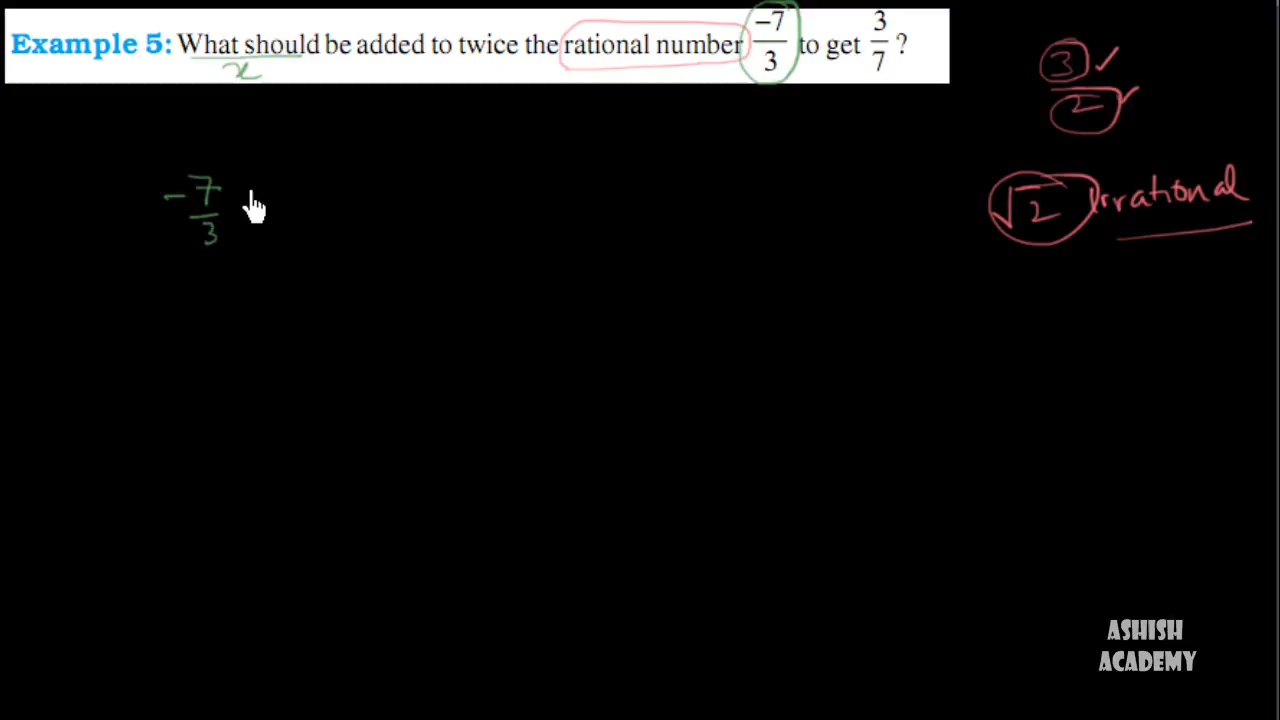 Example 5: What should be added to twice the rational number -7/3 to get 3/7 ?
x
3
2
√2 Irrational
- 7
3
ASHISH
ACADEMY